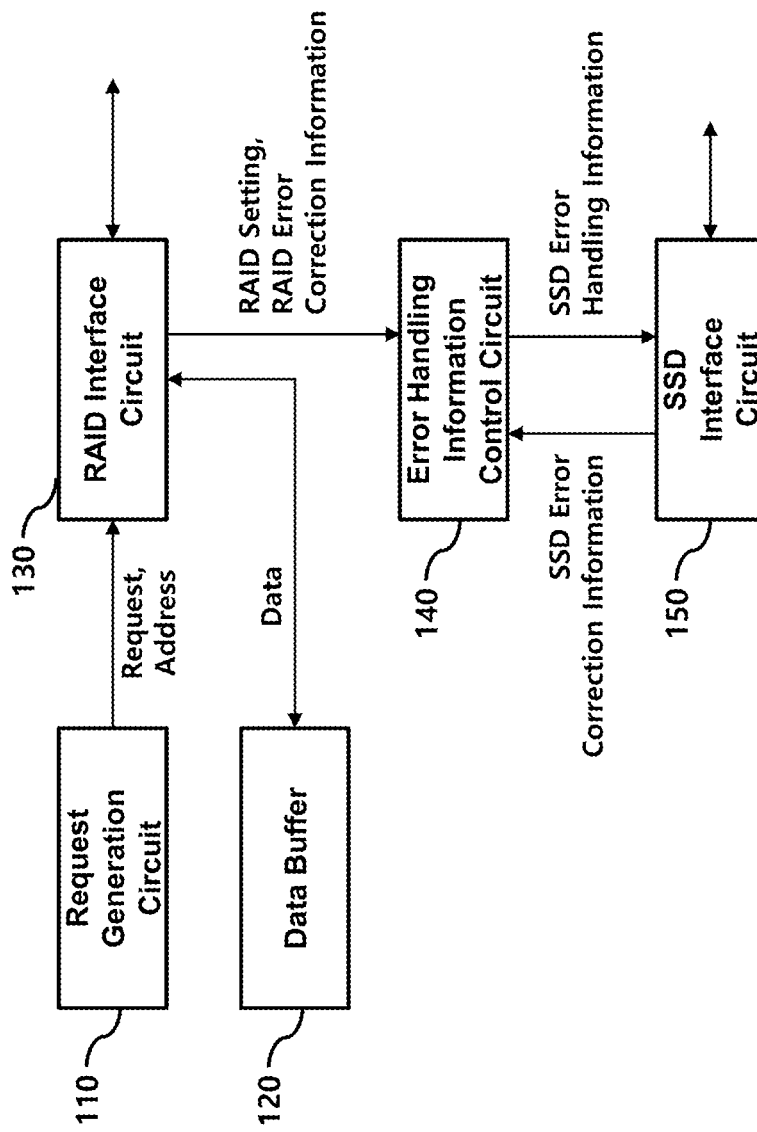 110
Request
Generation
Circuit
Request,
Address
130
RAID Interface
Circuit
120
Data Buffer
Data
RAID Setting,
RAID Error
Correction Information
140
Error Handling
Information
Control Circuit
SSD Error
Correction Information
SSD Error
Handling Information
150
SSD
Interface
Circuit